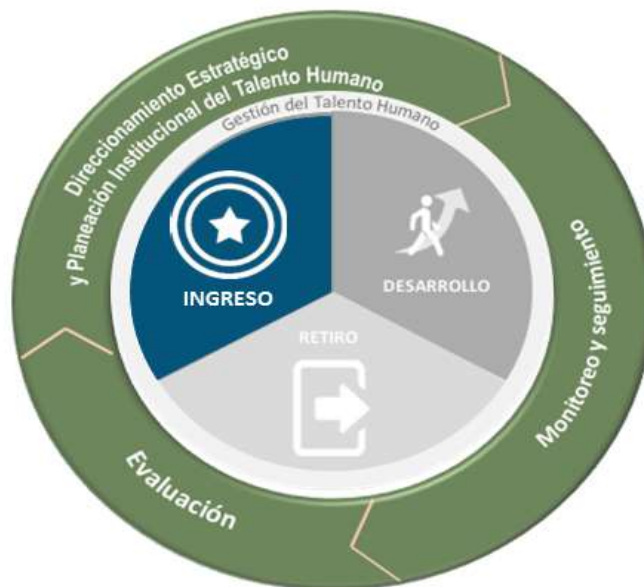 Direccionamiento Estratégico
y Planeación Institucional del Talento Humano
Gestión del Talento Humano
INGRESO
DESARROLLO
RETIRO
Monitoreo y seguimiento
Evaluación